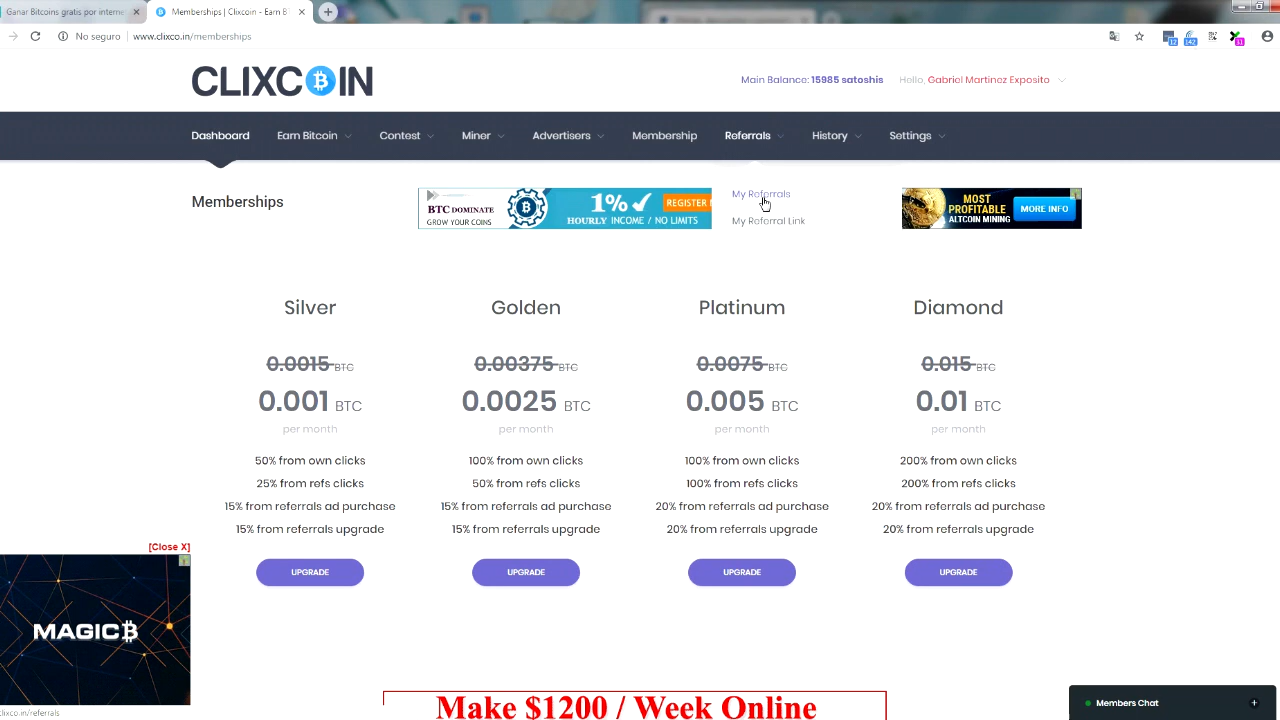 Ganar Bitcoins gratis por interne
Memberships | Clixcoin - Earn B
No seguro | www.clixco.in/memberships
12
142
11
CLIXCOIN
Main Balance: 15985 satoshis
Hello, Gabriel Martinez Exposito
Dashboard
Earn Bitcoin
Contest
Miner
Advertisers
Membership
Referrals
History
Settings
Memberships
BTC DOMINATE
GROW YOUR COINS
1% ✓
HOURLY INCOME / NO LIMITS
REGISTER
My Referrals
My Referral Link
MOST
PROFITABLE
ALTCOIN MINING
MORE INFO
Silver
0.0015 BTC
0.001 BTC
per month
50% from own clicks
25% from refs clicks
15% from referrals ad purchase
15% from referrals upgrade
UPGRADE
Golden
0.00375 BTC
0.0025 BTC
per month
100% from own clicks
50% from refs clicks
15% from referrals ad purchase
15% from referrals upgrade
UPGRADE
Platinum
0.0075 BTC
0.005 BTC
per month
100% from own clicks
100% from refs clicks
20% from referrals ad purchase
20% from referrals upgrade
UPGRADE
Diamond
0.015 BTC
0.01 BTC
per month
200% from own clicks
200% from refs clicks
20% from referrals ad purchase
20% from referrals upgrade
UPGRADE
[Close X]
MAGIC₿
Make $1200 / Week Online
Members Chat
clixco.in/referrals